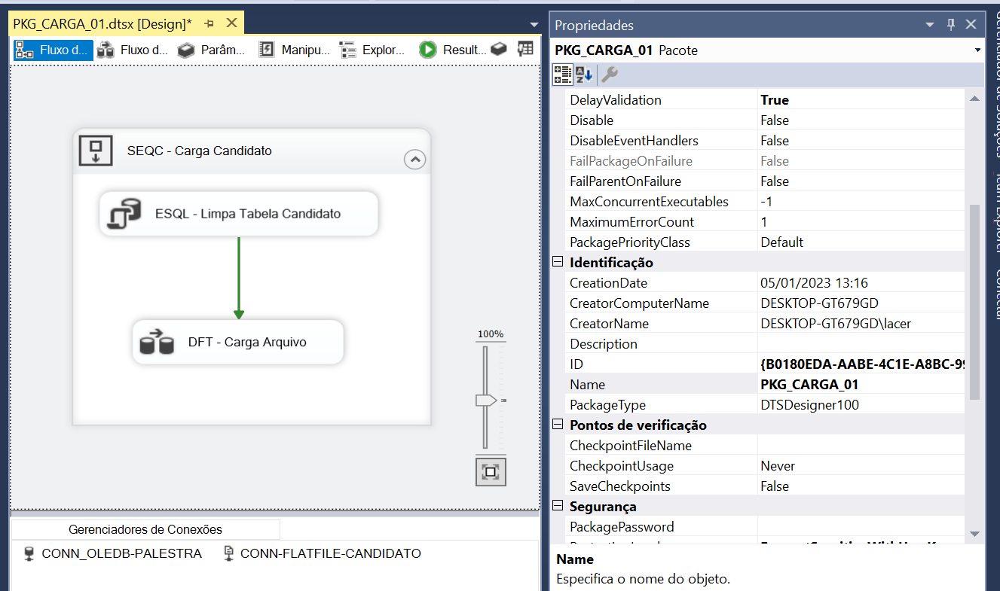 PKG_CARGA_01.dtsx [Design]*
Fluxo d... Fluxo d... Parâm... Manipu... Explor... Result...
SEQC - Carga Candidato
ESQL - Limpa Tabela Candidato
DFT - Carga Arquivo
100%
Gerenciadores de Conexões
CONN_OLEDB-PALESTRA CONN-FLATFILE-CANDIDATO
Propriedades
PKG_CARGA_01 Pacote
DelayValidation True
Disable False
DisableEventHandlers False
FailPackageOnFailure False
FailParentOnFailure False
MaxConcurrentExecutables -1
MaximumErrorCount 1
PackagePriorityClass Default
Identificação
CreationDate 05/01/2023 13:16
CreatorComputerName DESKTOP-GT679GD
CreatorName DESKTOP-GT679GD\lacer
Description
ID {B0180EDA-AABE-4C1E-A8BC-99
Name PKG_CARGA_01
PackageType DTSDesigner100
Pontos de verificação
CheckpointFileName
CheckpointUsage Never
SaveCheckpoints False
Segurança
PackagePassword
Name
Especifica o nome do objeto.